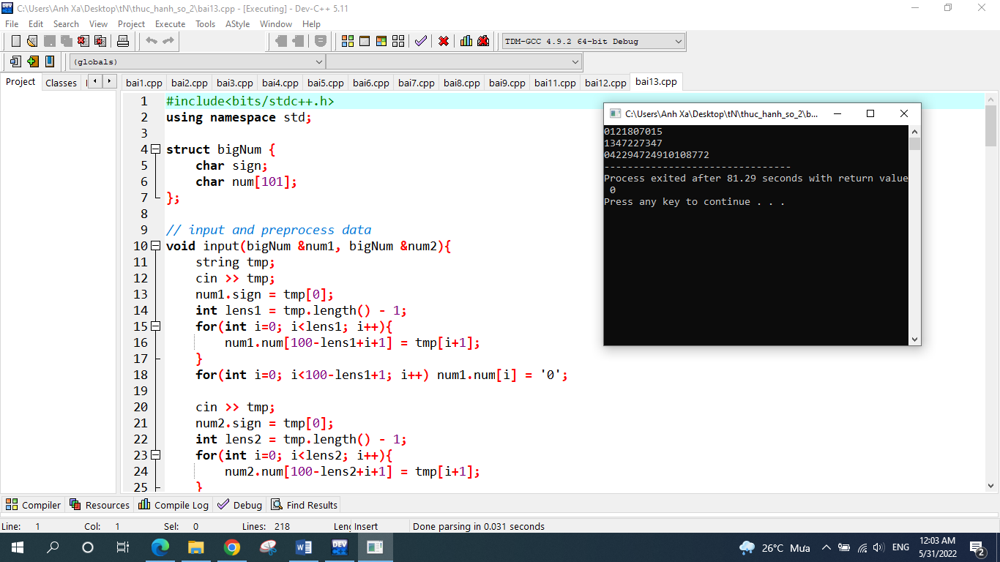 C:\Users\Anh Xa\Desktop\tN\thuc_hanh_so_2\bai13.cpp - [Executing] - Dev-C++ 5.11
File Edit Search View Project Execute Tools AStyle Window Help
TDM-GCC 4.9.2 64-bit Debug
(globals)
Project Classes
bai1.cpp bai2.cpp bai3.cpp bai4.cpp bai5.cpp bai6.cpp bai7.cpp bai8.cpp bai9.cpp bai11.cpp bai12.cpp bai13.cpp
1 #include<bits/stdc++.h>
2 using namespace std;
3
4 struct bigNum {
5 char sign;
6 char num[101];
7 };
8
9 // input and preprocess data
10 void input(bigNum &num1, bigNum &num2){
11 string tmp;
12 cin >> tmp;
13 num1.sign = tmp[0];
14 int lens1 = tmp.length() - 1;
15 for(int i=0; i<lens1; i++){
16 num1.num[100-lens1+i+1] = tmp[i+1];
17 }
18 for(int i=0; i<100-lens1+1; i++) num1.num[i] = '0';
19
20 cin >> tmp;
21 num2.sign = tmp[0];
22 int lens2 = tmp.length() - 1;
23 for(int i=0; i<lens2; i++){
24 num2.num[100-lens2+i+1] = tmp[i+1];
25 }
C:\Users\Anh Xa\Desktop\tN\thuc_hanh_so_2\b...
0121807015
1347227347
042294724910108772
--------------------------------
Process exited after 81.29 seconds with return value
0
Press any key to continue . . .
Compiler Resources Compile Log Debug Find Results
Line: 1 Col: 1 Sel: 0 Lines: 218 Insert Done parsing in 0.031 seconds
26°C Mưa ENG
12:03 AM
5/31/2022
2